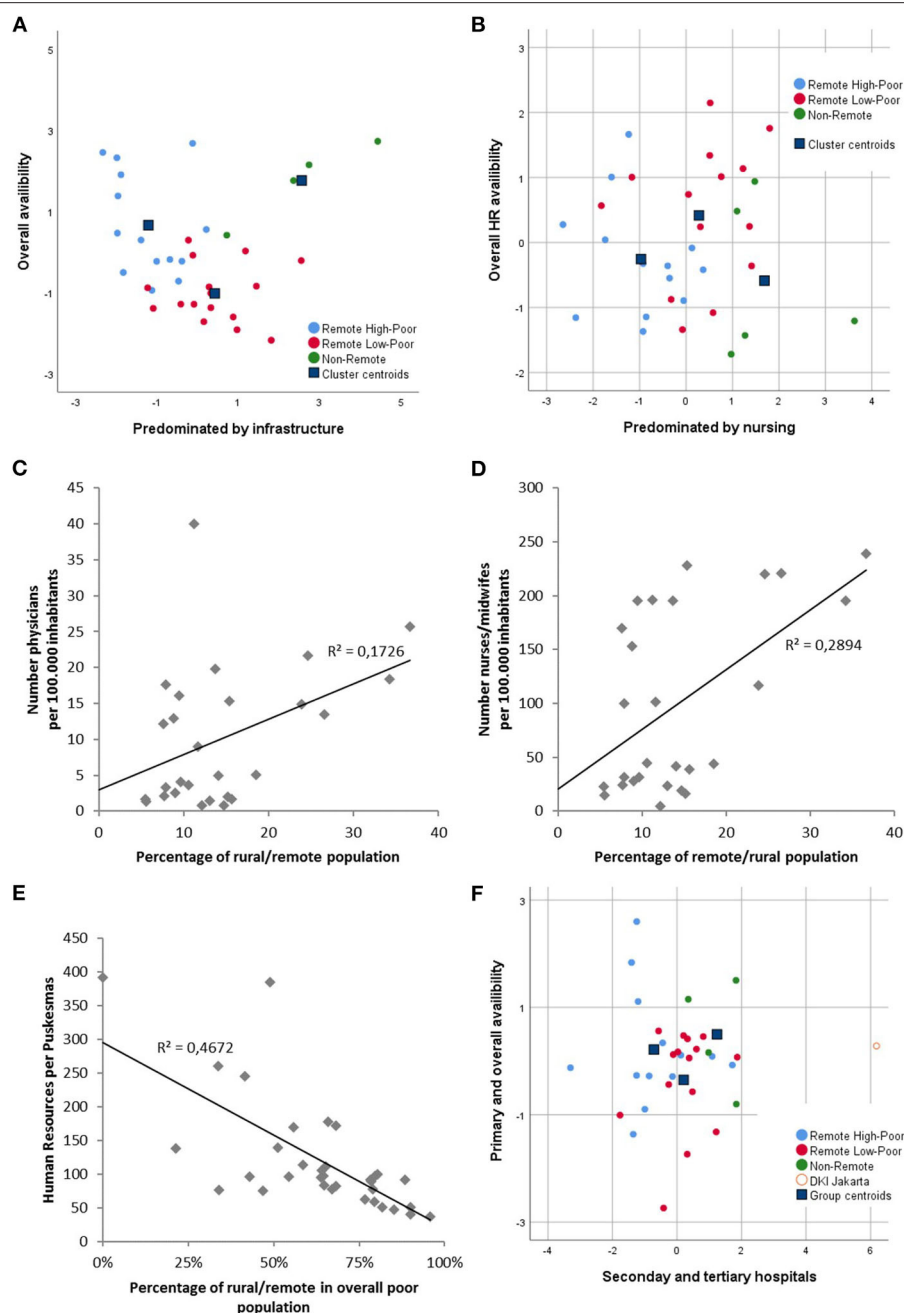 A
5
3
1
-1
-3
-3
-1
1
3
5
Overall availibility
Predominated by infrastructure
Remote High-Poor
Remote Low-Poor
Non-Remote
Cluster centroids
B
3
2
1
0
-1
-2
-3
-2
-1
0
1
2
3
4
Overall HR availibility
Predominated by nursing
Remote High-Poor
Remote Low-Poor
Non-Remote
Cluster centroids
C
45
40
35
30
25
20
15
10
5
0
0
10
20
30
40
Number physicians
per 100.000 inhabitants
R² = 0,1726
Percentage of rural/remote population
D
300
250
200
150
100
50
0
0
10
20
30
40
Number nurses/midwifes
per 100.000 inhabitants
R² = 0,2894
Percentage of remote/rural population
E
450
400
350
300
250
200
150
100
50
0
0%
25%
50%
75%
100%
Human Resources per Puskesmas
R² = 0,4672
Percentage of rural/remote in overall poor
population
F
3
1
-1
-3
-4
-2
0
2
4
6
Primary and overall availibility
Seconday and tertiary hospitals
Remote High-Poor
Remote Low-Poor
Non-Remote
DKI Jakarta
Group centroids